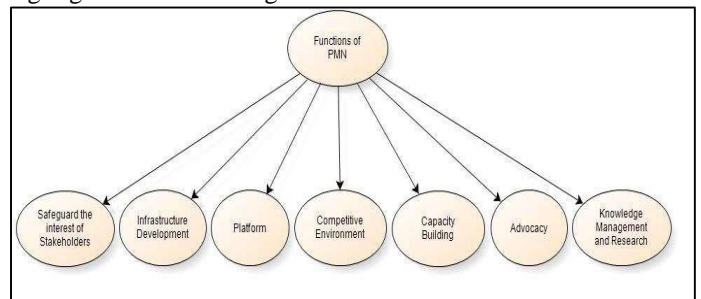 Functions of
PMN
Safeguard the
interest of
Stakeholders
Infrastructure
Development
Platform
Competitive
Environment
Capacity
Building
Advocacy
Knowledge
Management
and Research